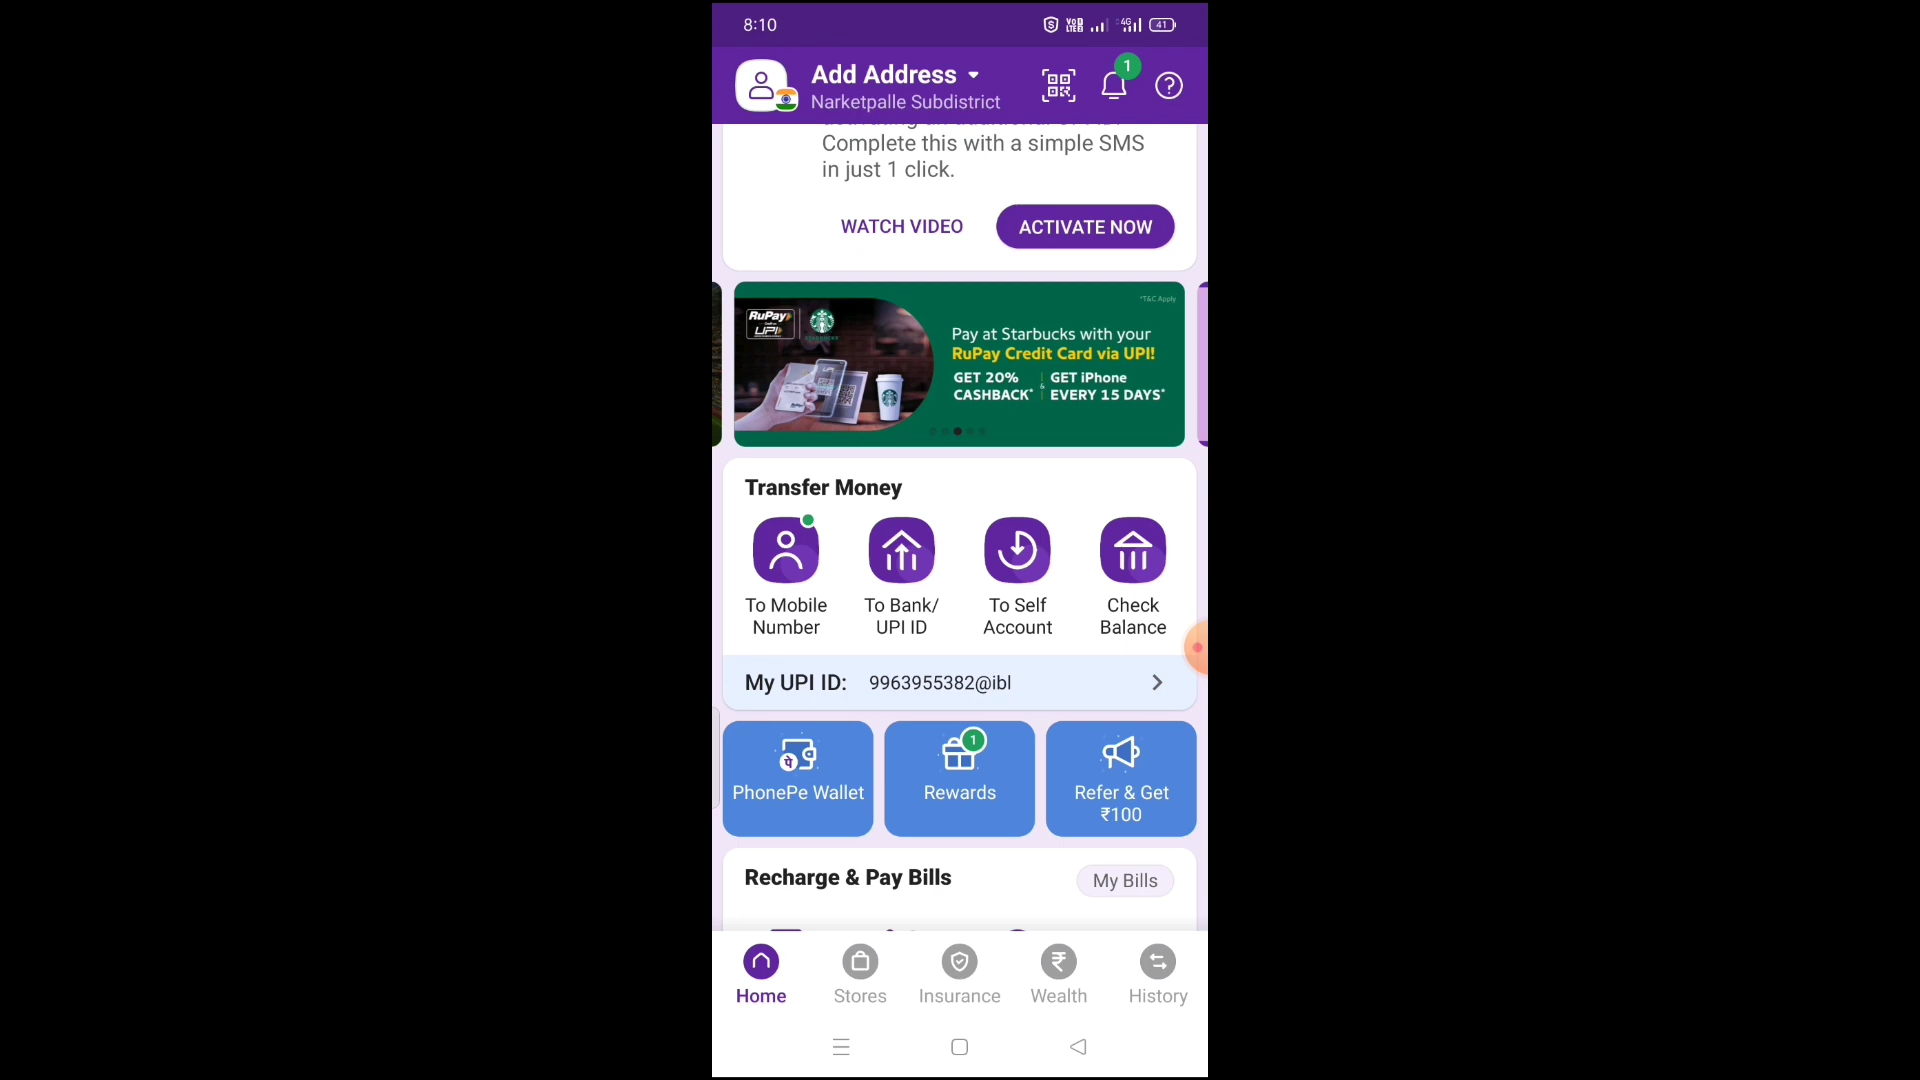 8:10
41
Add Address
Narketpalle Subdistrict
1
Complete this with a simple SMS
in just 1 click.
WATCH VIDEO
ACTIVATE NOW
*T&C Apply
RuPay
UPI
Pay at Starbucks with your
RuPay Credit Card via UPI!
GET 20%
CASHBACK*
&
GET iPhone
EVERY 15 DAYS*
Transfer Money
To Mobile
Number
To Bank/
UPI ID
To Self
Account
Check
Balance
My UPI ID: 9963955382@ibl
पे
1
PhonePe Wallet
Rewards
Refer & Get
₹100
Recharge & Pay Bills
My Bills
Home
Stores
Insurance
Wealth
History